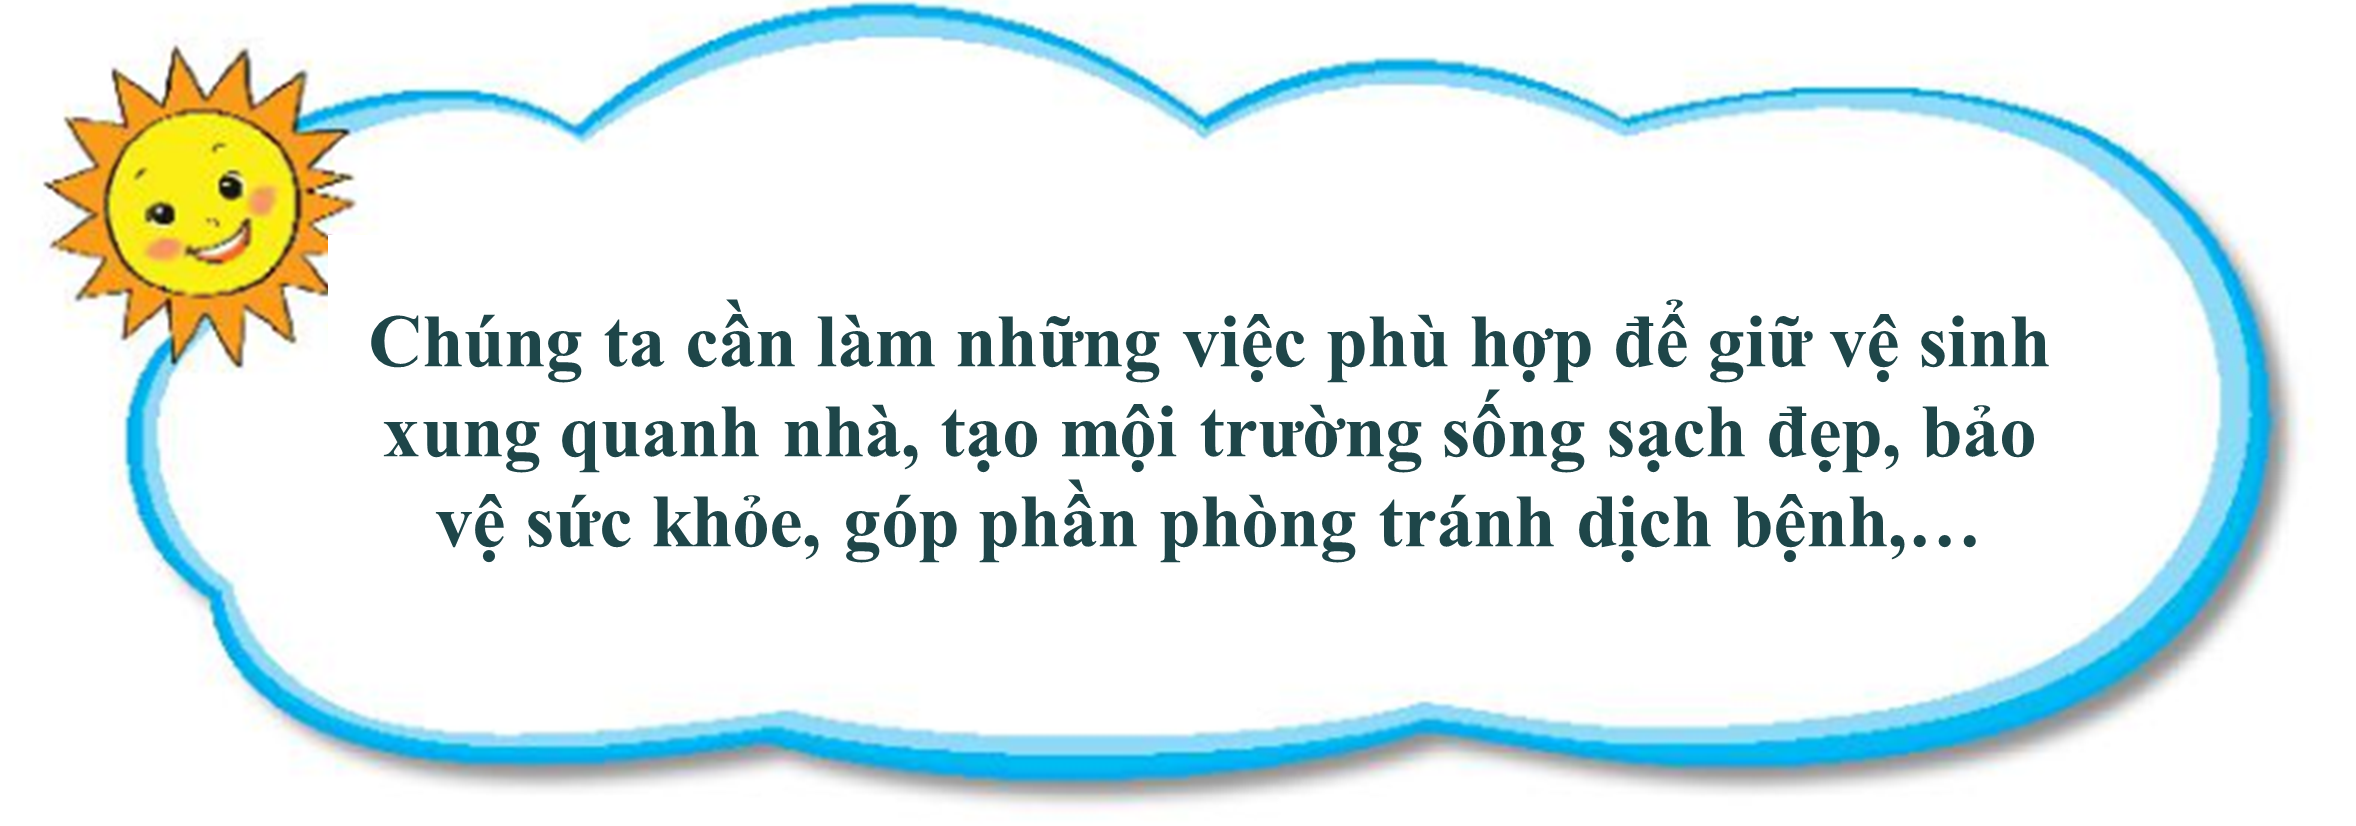 Chúng ta cần làm những việc phù hợp để giữ vệ sinh
xung quanh nhà, tạo mội trường sống sạch đẹp, bảo
vệ sức khỏe, góp phần phòng tránh dịch bệnh,…